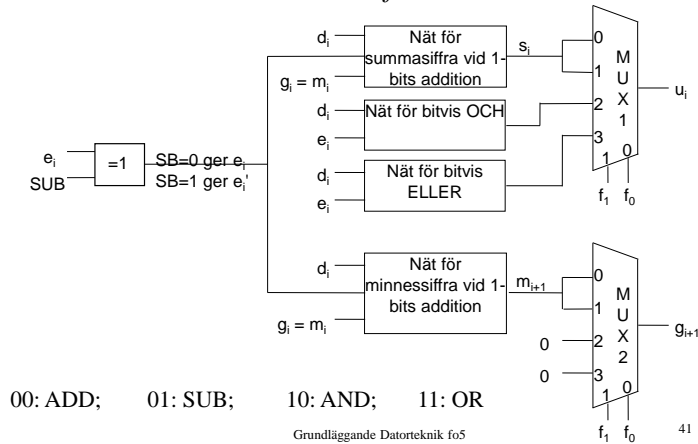 d_i
Nät för
summasiffra vid 1-
bits addition
s_i
g_i = m_i
d_i
Nät för bitvis OCH
e_i
d_i
Nät för bitvis
ELLER
e_i
0
1
2
3
M
U
X
1
1 0
u_i
f_1 f_0
e_i
SUB
=1
SB=0 ger e_i
SB=1 ger e_i'
d_i
Nät för
minnessiffra vid 1-
bits addition
m_{i+1}
g_i = m_i
0
0
0
1
2
3
M
U
X
2
1 0
g_{i+1}
f_1 f_0
00: ADD; 01: SUB; 10: AND; 11: OR
Grundläggande Datorteknik fo5
41